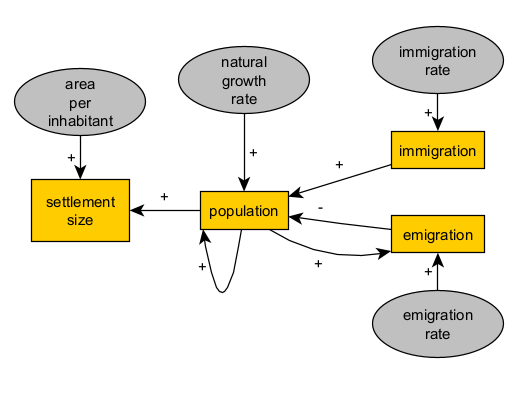 area
per
inhabitant
natural
growth
rate
immigration
rate
+
+
+
immigration
+
settlement
size
+
population
-
emigration
+
+
+
emigration
rate